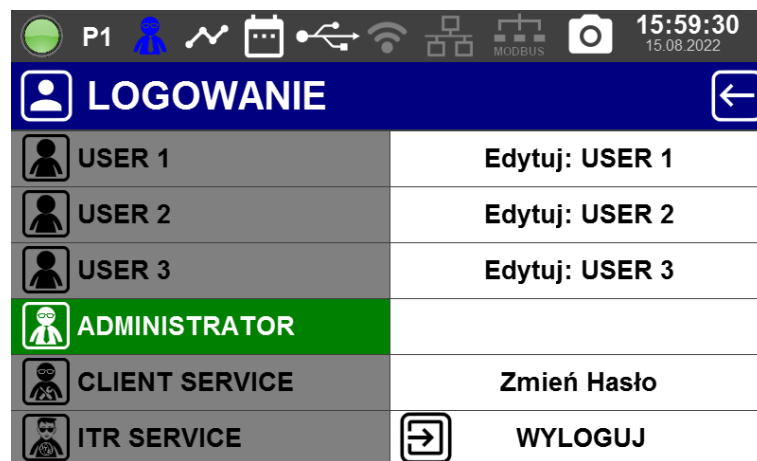 P1 MODBUS 15:59:30
15.08.2022
LOGOWANIE
USER 1 Edytuj: USER 1
USER 2 Edytuj: USER 2
USER 3 Edytuj: USER 3
ADMINISTRATOR
CLIENT SERVICE Zmień Hasło
ITR SERVICE WYLOGUJ